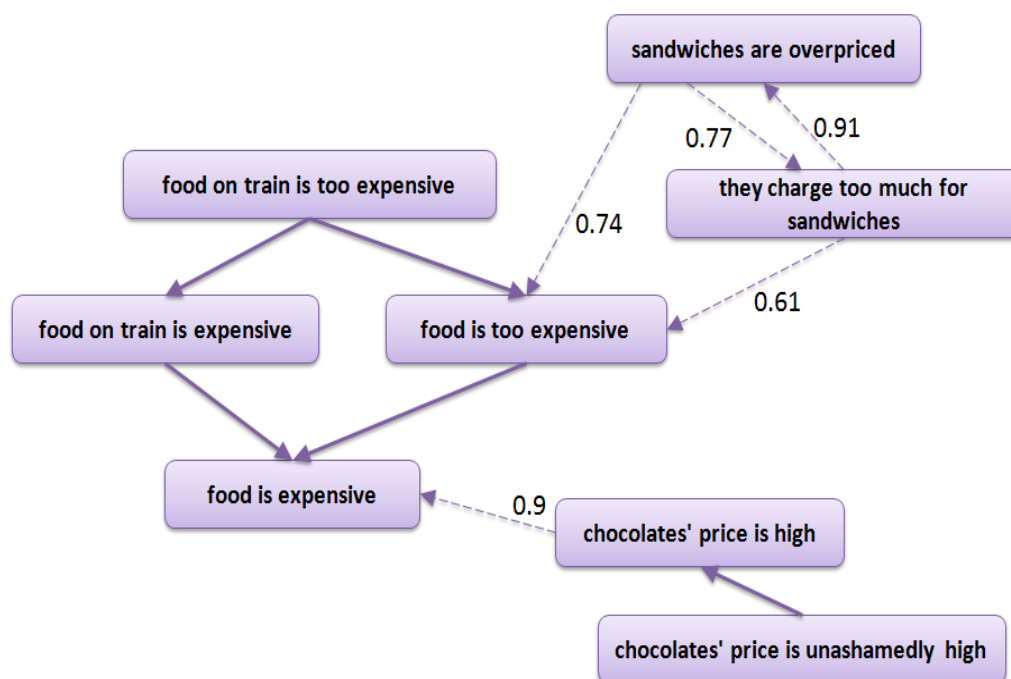 sandwiches are overpriced
0.77
0.91
food on train is too expensive
they charge too much for
sandwiches
0.74
food on train is expensive
food is too expensive
0.61
food is expensive
0.9
chocolates' price is high
chocolates' price is unashamedly high